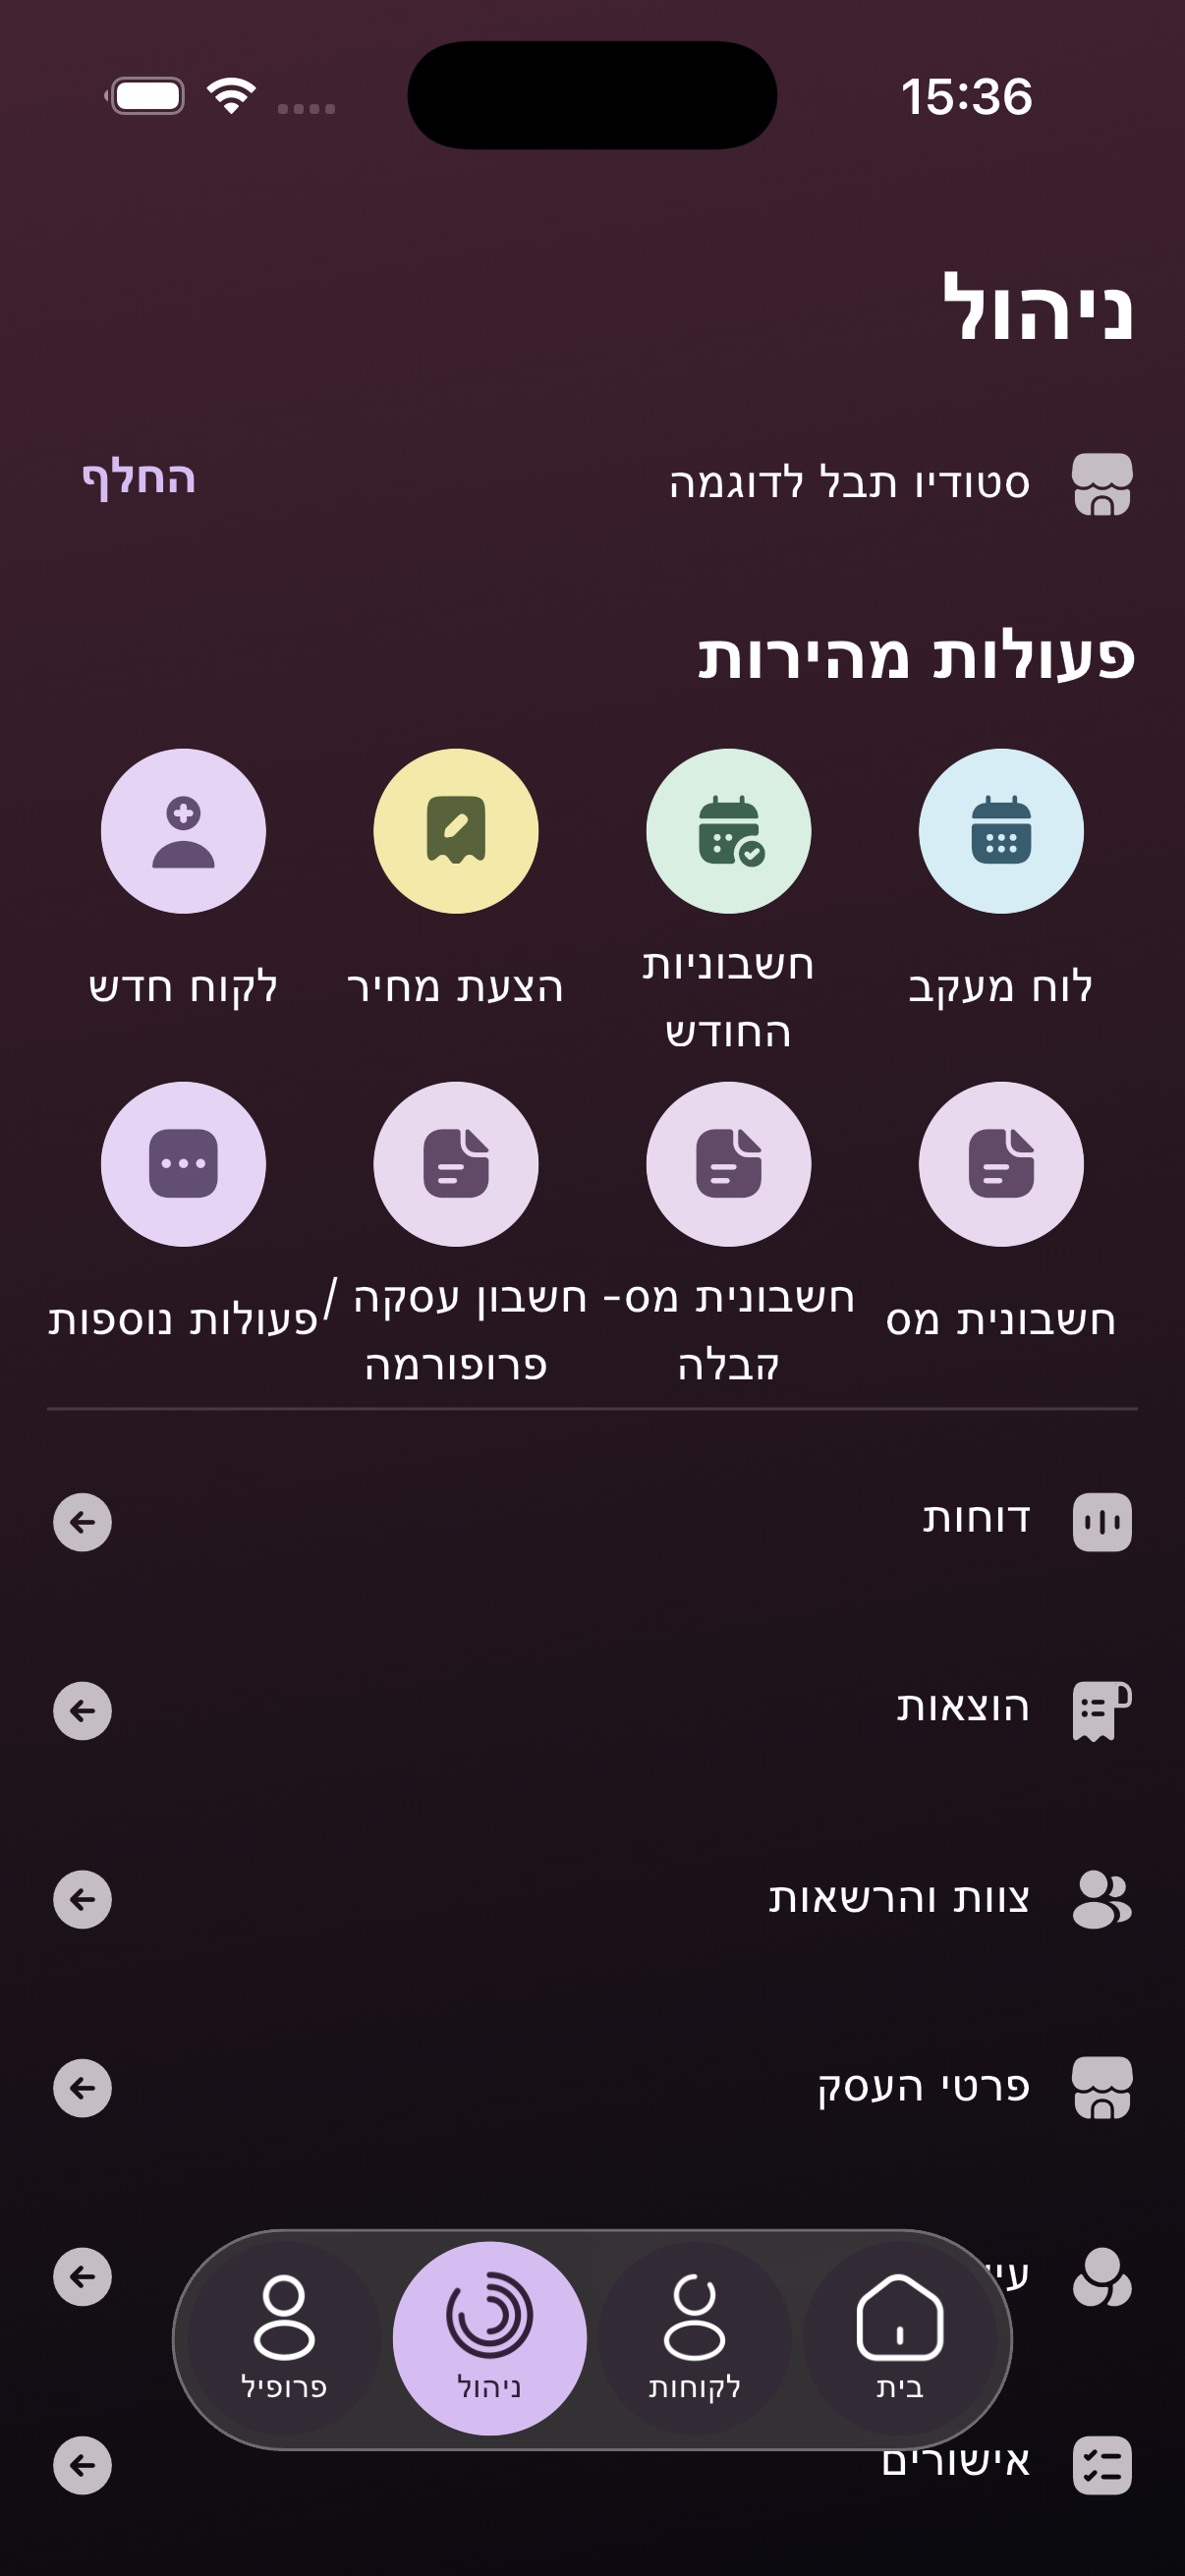 15:36
ניהול
סטודיו תבל לדוגמה
החלף
פעולות מהירות
לוח מעקב
חשבוניות
החודש
הצעת מחיר
לקוח חדש
חשבונית מס
חשבונית מס-
קבלה
חשבון עסקה /
פרופורמה
פעולות נוספות
דוחות
הוצאות
צוות והרשאות
פרטי העסק
בית
לקוחות
ניהול
פרופיל
אישורים